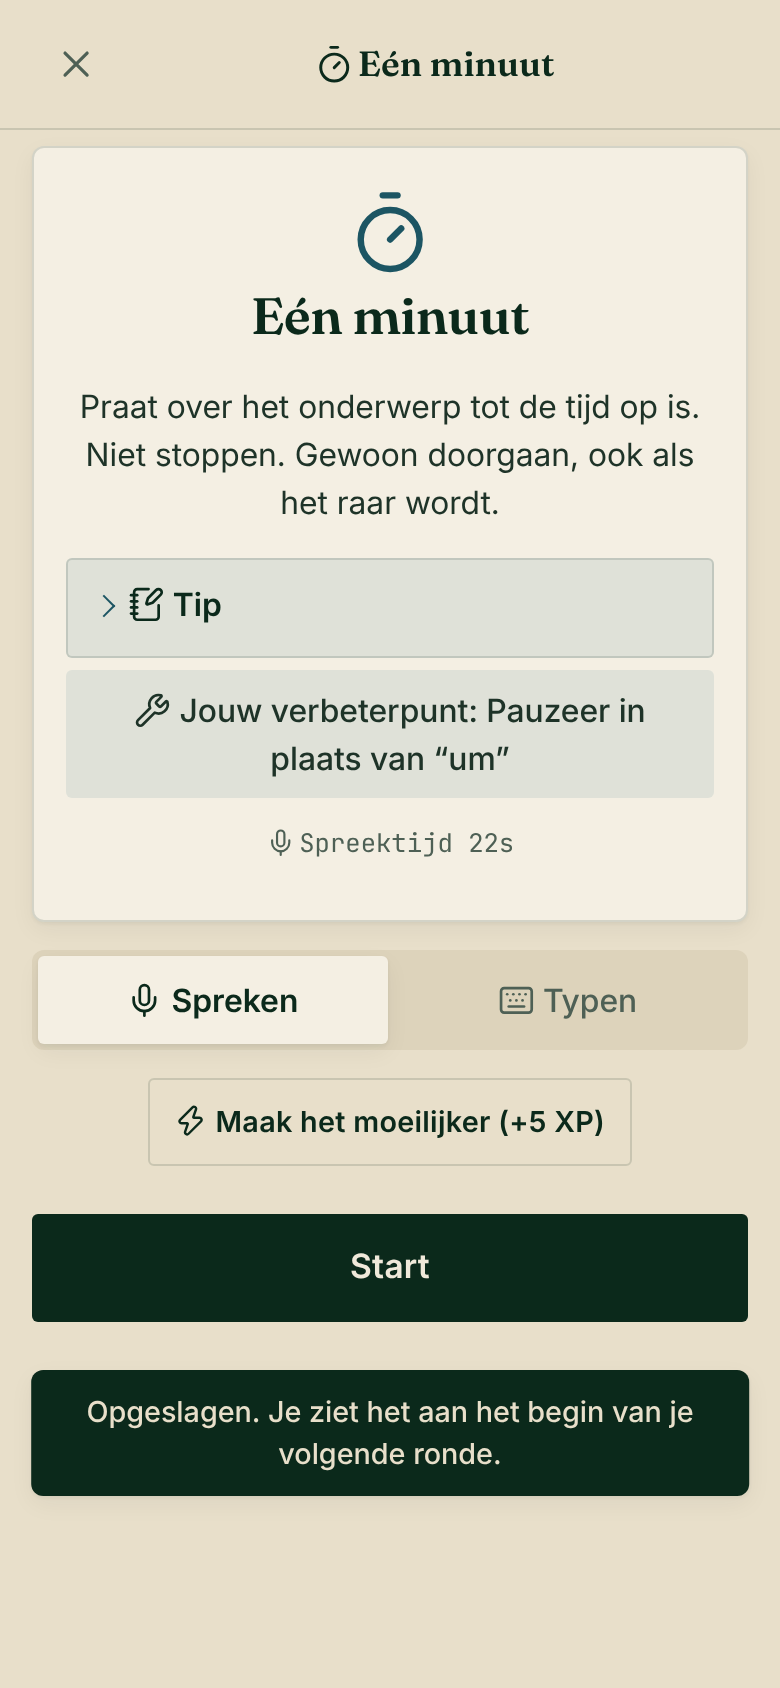 Eén minuut
Eén minuut
Praat over het onderwerp tot de tijd op is.
Niet stoppen. Gewoon doorgaan, ook als
het raar wordt.
Tip
Jouw verbeterpunt: Pauzeer in
plaats van “um”
Spreektijd 22s
Spreken
Typen
Maak het moeilijker (+5 XP)
Start
Opgeslagen. Je ziet het aan het begin van je
volgende ronde.